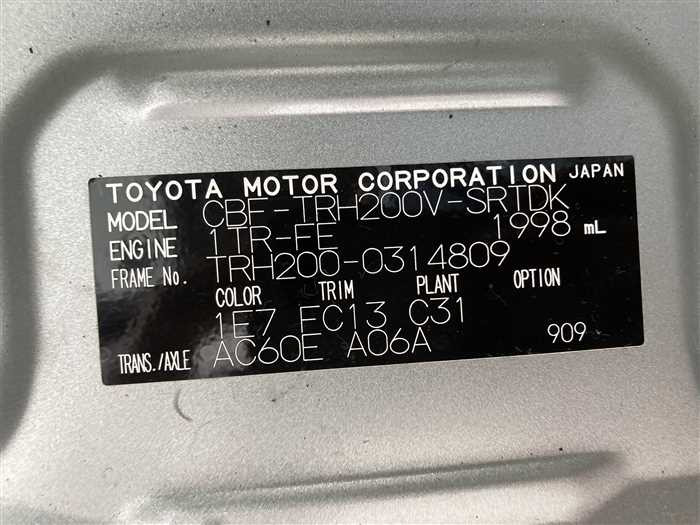 TOYOTA MOTOR CORPORATION JAPAN
MODEL CBF-TRH200V-SRTDK
ENGINE 1TR-FE 1998 mL
FRAME No. TRH200-0314809
COLOR TRIM PLANT OPTION
1E7 FC13 C31
TRANS./AXLE AC60E A06A 909